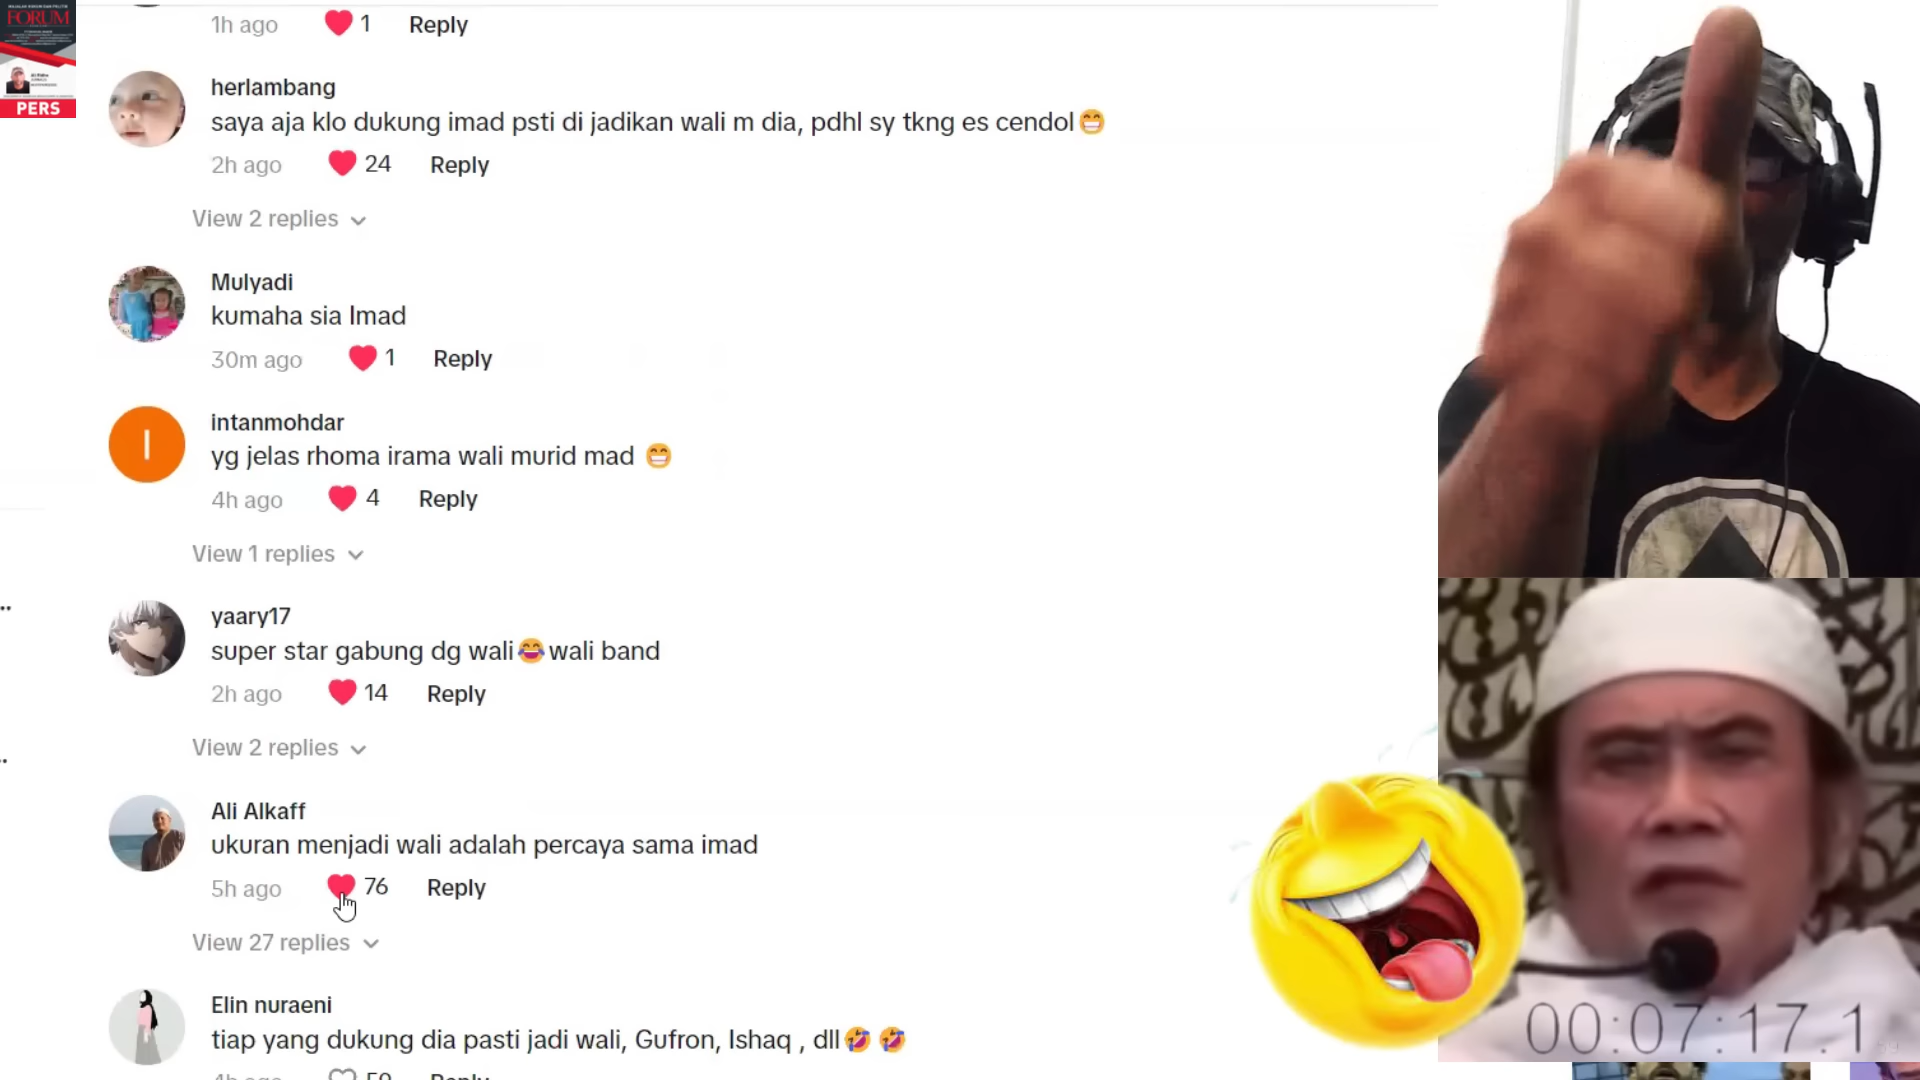 FORUM
PERS
1h ago 1 Reply
herlambang
saya aja klo dukung imad psti di jadikan wali m dia, pdhl sy tkng es cendol😁
2h ago 24 Reply
View 2 replies
Mulyadi
kumaha sia Imad
30m ago 1 Reply
I
intanmohdar
yg jelas rhoma irama wali murid mad 😁
4h ago 4 Reply
View 1 replies
yaary17
super star gabung dg wali😂wali band
2h ago 14 Reply
View 2 replies
Ali Alkaff
ukuran menjadi wali adalah percaya sama imad
5h ago 76 Reply
View 27 replies
Elin nuraeni
tiap yang dukung dia pasti jadi wali, Gufron, Ishaq , dll🤣🤣
4h ago 59 Reply
00:07:17.1